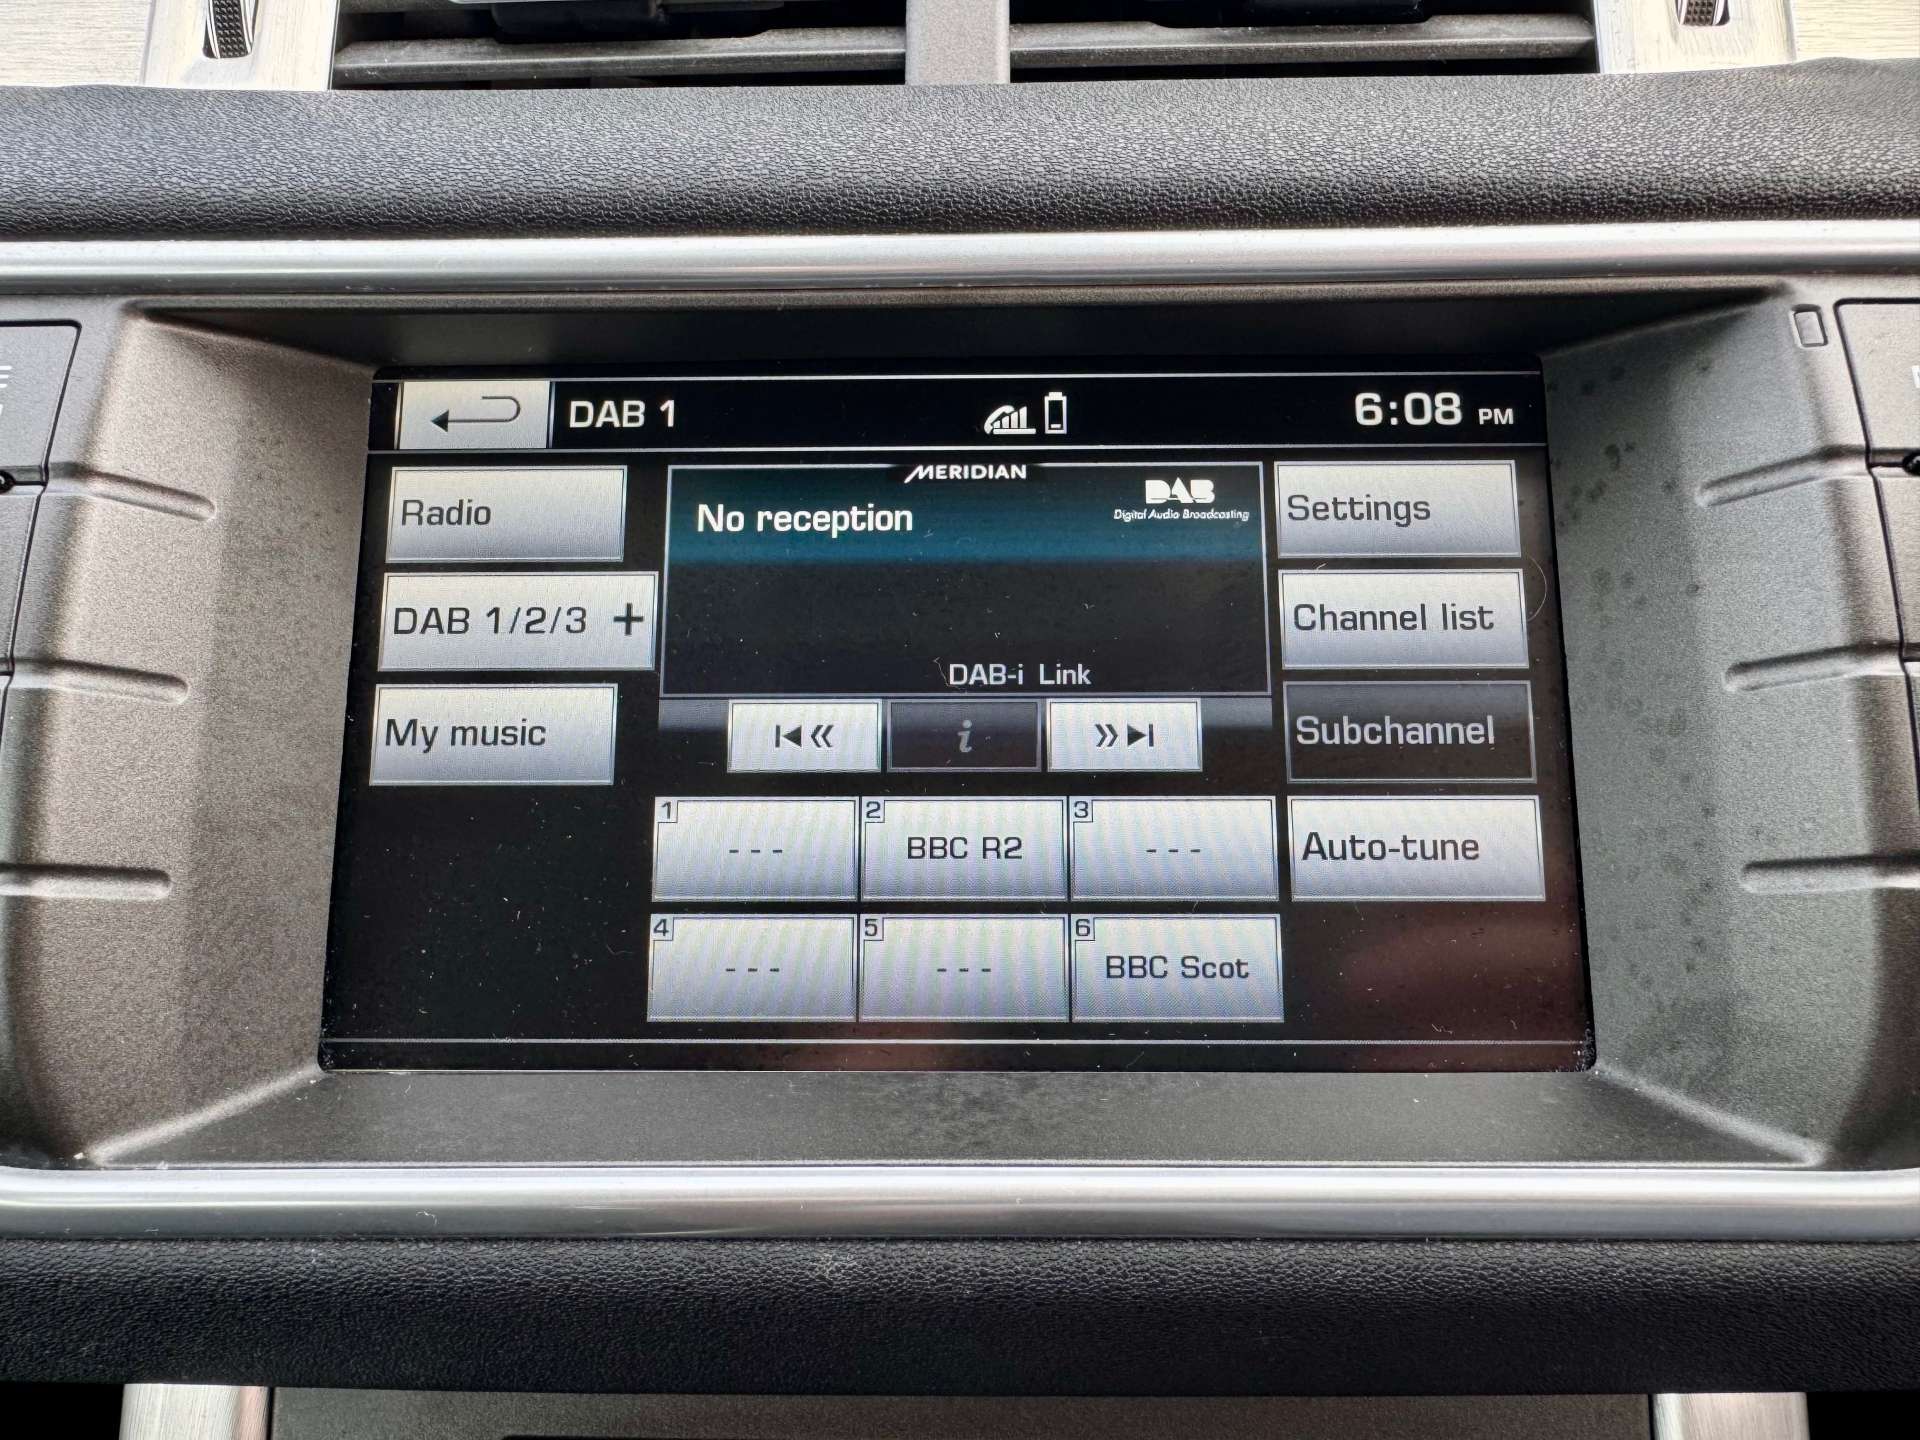 DAB 1
6:08 PM
Radio
DAB 1/2/3 +
My music
MERIDIAN
No reception
DAB
Digital Audio Broadcasting
DAB-i Link
i
1
- - -
2
BBC R2
3
- - -
4
- - -
5
- - -
6
BBC Scot
Settings
Channel list
Subchannel
Auto-tune